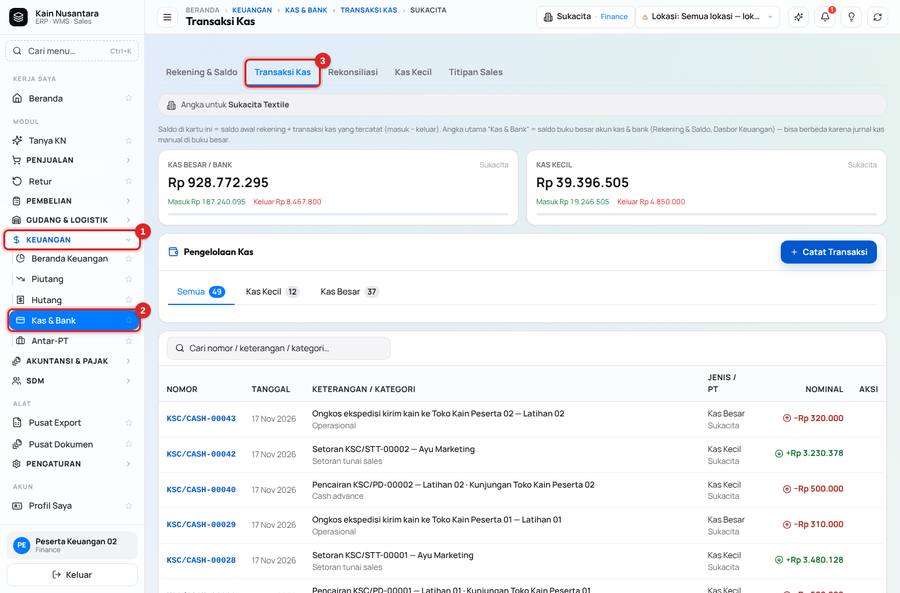 Kain Nusantara
ERP · WMS · Sales
Cari menu... Ctrl+K
KERJA SAYA
Beranda
MODUL
Tanya KN
PENJUALAN
Retur
PEMBELIAN
GUDANG & LOGISTIK
KEUANGAN
1
Beranda Keuangan
Piutang
Hutang
2
Kas & Bank
Antar-PT
AKUNTANSI & PAJAK
SDM
ALAT
Pusat Export
Pusat Dokumen
PENGATURAN
AKUN
Profil Saya
PE
Peserta Keuangan 02
Finance
Keluar
BERANDA › KEUANGAN › KAS & BANK › TRANSAKSI KAS › SUKACITA
Transaksi Kas
Sukacita · Finance
Lokasi: Semua lokasi — lok...
1
Rekening & Saldo Transaksi Kas Rekonsiliasi Kas Kecil Titipan Sales
3
Angka untuk Sukacita Textile
Saldo di kartu ini = saldo awal rekening + transaksi kas yang tercatat (masuk − keluar). Angka utama "Kas & Bank" = saldo buku besar akun kas & bank (Rekening & Saldo, Dasbor Keuangan) — bisa berbeda karena jurnal kas
manual di buku besar.
KAS BESAR / BANK Sukacita
Rp 928.772.295
Masuk Rp 187.240.095 Keluar Rp 8.467.800
KAS KECIL Sukacita
Rp 39.396.505
Masuk Rp 19.246.505 Keluar Rp 4.850.000
Pengelolaan Kas
+ Catat Transaksi
Semua 49 Kas Kecil 12 Kas Besar 37
Cari nomor / keterangan / kategori...
NOMOR TANGGAL KETERANGAN / KATEGORI JENIS / PT NOMINAL AKSI
KSC/CASH-00043 17 Nov 2026 Ongkos ekspedisi kirim kain ke Toko Kain Peserta 02 — Latihan 02 Kas Besar −Rp 320.000
Operasional Sukacita
KSC/CASH-00042 17 Nov 2026 Setoran KSC/STT-00002 — Ayu Marketing Kas Kecil +Rp 3.230.378
Setoran tunai sales Sukacita
KSC/CASH-00040 17 Nov 2026 Pencairan KSC/PD-00002 — Latihan 02 · Kunjungan Toko Kain Peserta 02 Kas Kecil −Rp 500.000
Cash advance Sukacita
KSC/CASH-00029 17 Nov 2026 Ongkos ekspedisi kirim kain ke Toko Kain Peserta 01 — Latihan 01 Kas Besar −Rp 310.000
Operasional Sukacita
KSC/CASH-00028 17 Nov 2026 Setoran KSC/STT-00001 — Ayu Marketing Kas Kecil +Rp 3.480.128
Setoran tunai sales Sukacita
Pencairan KSC/PD-00001 — Latihan 01 · Kunjungan Toko Kain Peserta 01 Kas Kecil